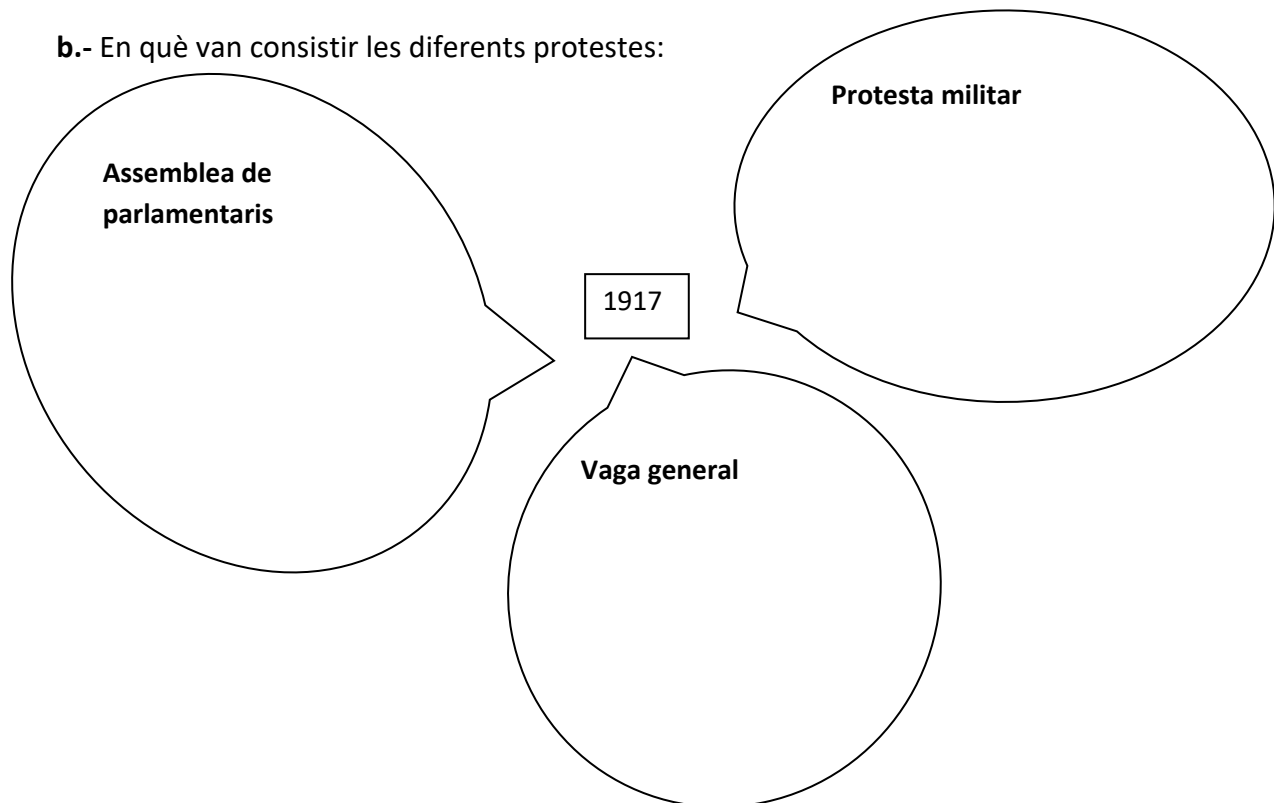 b.- En què van consistir les diferents protestes:
Protesta militar
Assemblea de
parlamentaris
1917
Vaga general